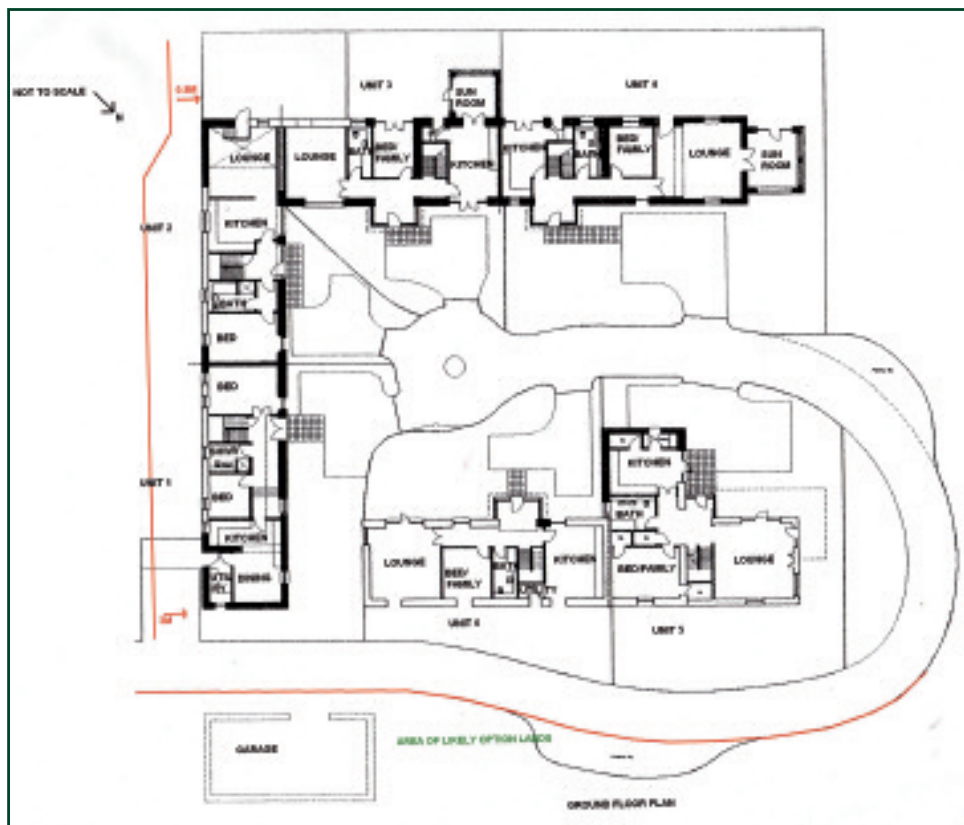 NOT TO SCALE
N
UNIT 3
SUN
ROOM
UNIT 4
LOUNGE
LOUNGE
BATH
BED/
FAMILY
KITCHEN
KITCHEN
BATH
BED/
FAMILY
LOUNGE
SUN
ROOM
UNIT 2
KITCHEN
BATH
BED
BED
UNIT 1
BED
KITCHEN
DINING
KITCHEN
BATH
LOUNGE
BED/
FAMILY
KITCHEN
UTILITY
BED/FAMILY
LOUNGE
UNIT 6
UNIT 5
GARAGE
AREA OF LIKELY OPTION LANDS
GROUND FLOOR PLAN